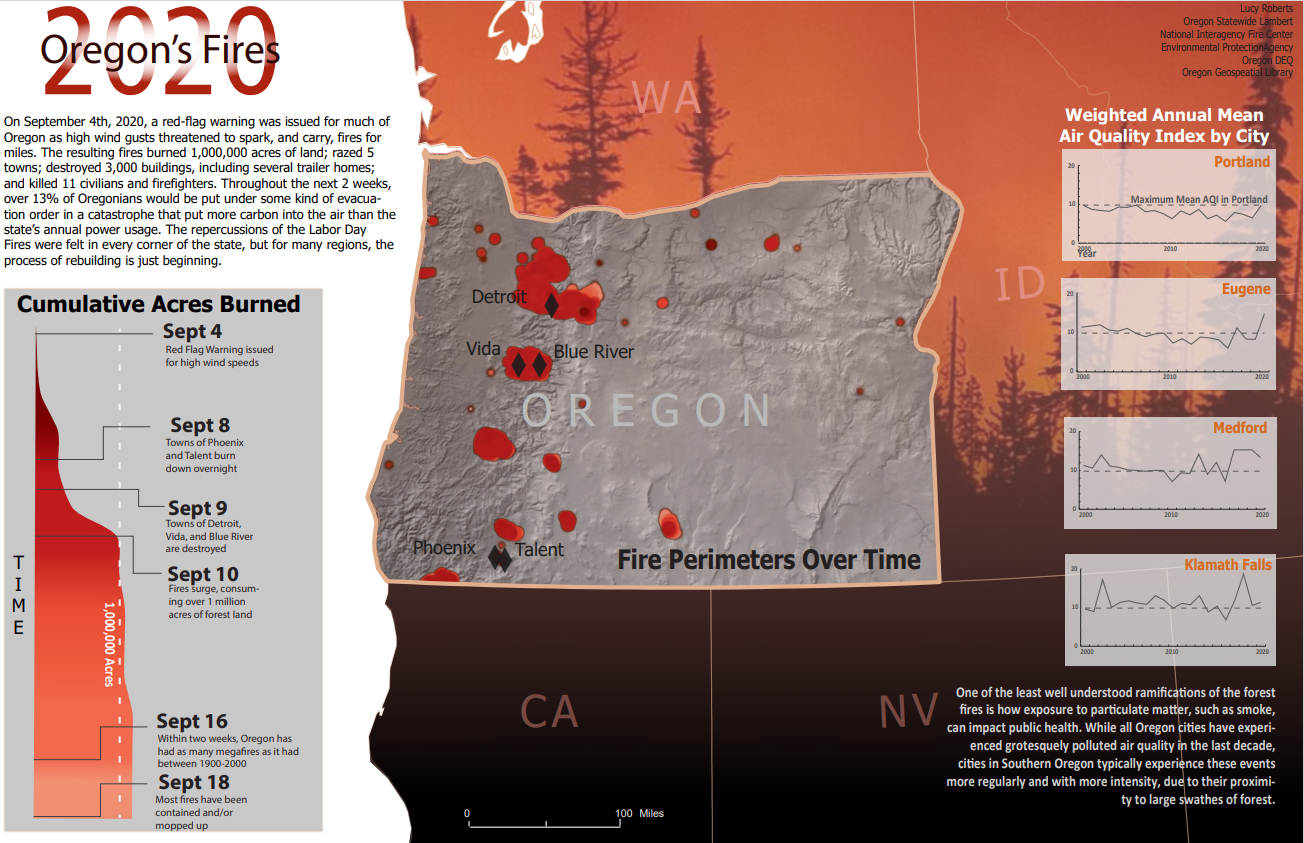 2020
Oregon's Fires
On September 4th, 2020, a red-flag warning was issued for much of
Oregon as high wind gusts threatened to spark, and carry, fires for
miles. The resulting fires burned 1,000,000 acres of land; razed 5
towns; destroyed 3,000 buildings, including several trailer homes;
and killed 11 civilians and firefighters. Throughout the next 2 weeks,
over 13% of Oregonians would be put under some kind of evacua-
tion order in a catastrophe that put more carbon into the air than the
state's annual power usage. The repercussions of the Labor Day
Fires were felt in every corner of the state, but for many regions, the
process of rebuilding is just beginning.
Cumulative Acres Burned
Sept 4
Red Flag Warning issued
for high wind speeds
Sept 8
Towns of Phoenix
and Talent burn
down overnight
Sept 9
Towns of Detroit,
Vida, and Blue River
are destroyed
Sept 10
Fires surge, consum-
ing over 1 million
acres of forest land
TIME
1,000,000 Acres
Sept 16
Within two weeks, Oregon has
had as many megafires as it had
between 1900-2000
Sept 18
Most fires have been
contained and/or
mopped up
WA
ID
Detroit
Vida
Blue River
OREGON
Phoenix
Talent
Fire Perimeters Over Time
CA
NV
0
100 Miles
Lucy Roberts
Oregon Statewide Lambert
National Interagency Fire Center
Environmental ProtectionAgency
Oregon DEQ
Oregon Geospeatial Library
Weighted Annual Mean
Air Quality Index by City
Portland
20
Maximum Mean AQI in Portland
10
0
2000
2010
2020
Year
Eugene
20
10
0
2000
2010
2020
Medford
20
10
0
2000
2010
2020
Klamath Falls
20
10
0
2000
2010
2020
One of the least well understood ramifications of the forest
fires is how exposure to particulate matter, such as smoke,
can impact public health. While all Oregon cities have experi-
enced grotesquely polluted air quality in the last decade,
cities in Southern Oregon typically experience these events
more regularly and with more intensity, due to their proximi-
ty to large swathes of forest.